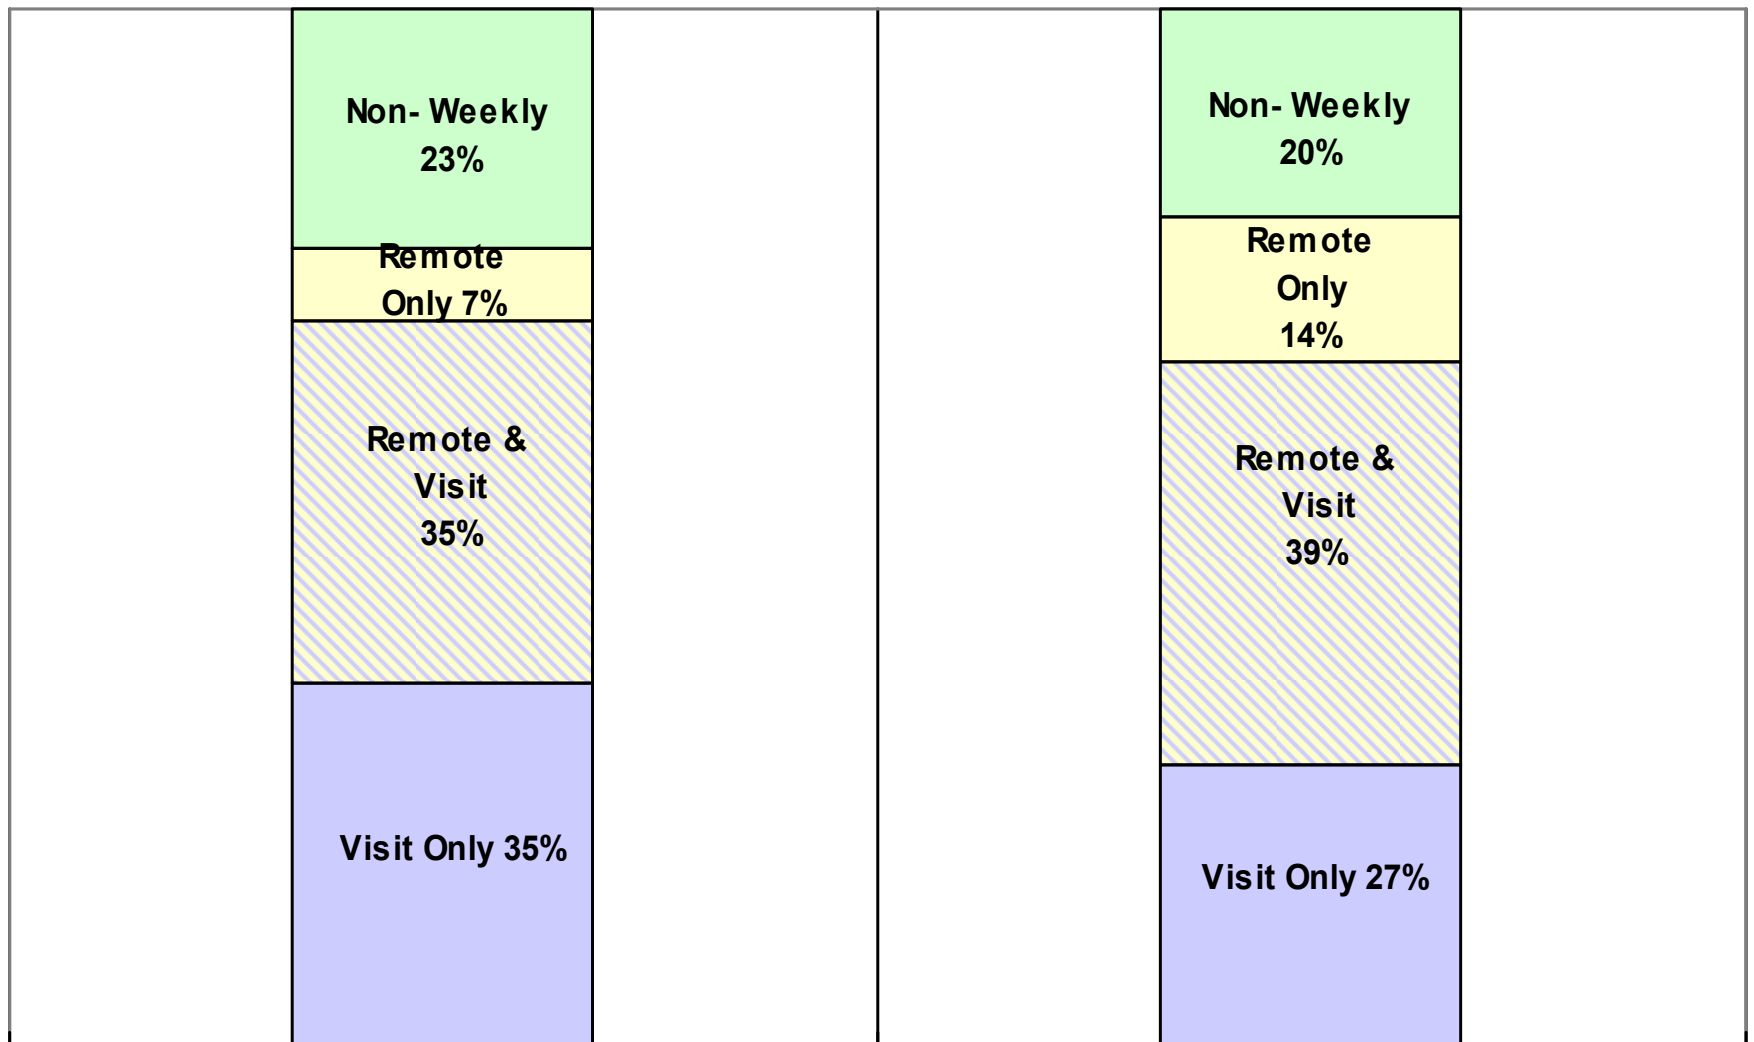 Non- Weekly
23%
Remote
Only 7%
Remote &
Visit
35%
Visit Only 35%
Non- Weekly
20%
Remote
Only
14%
Remote &
Visit
39%
Visit Only 27%